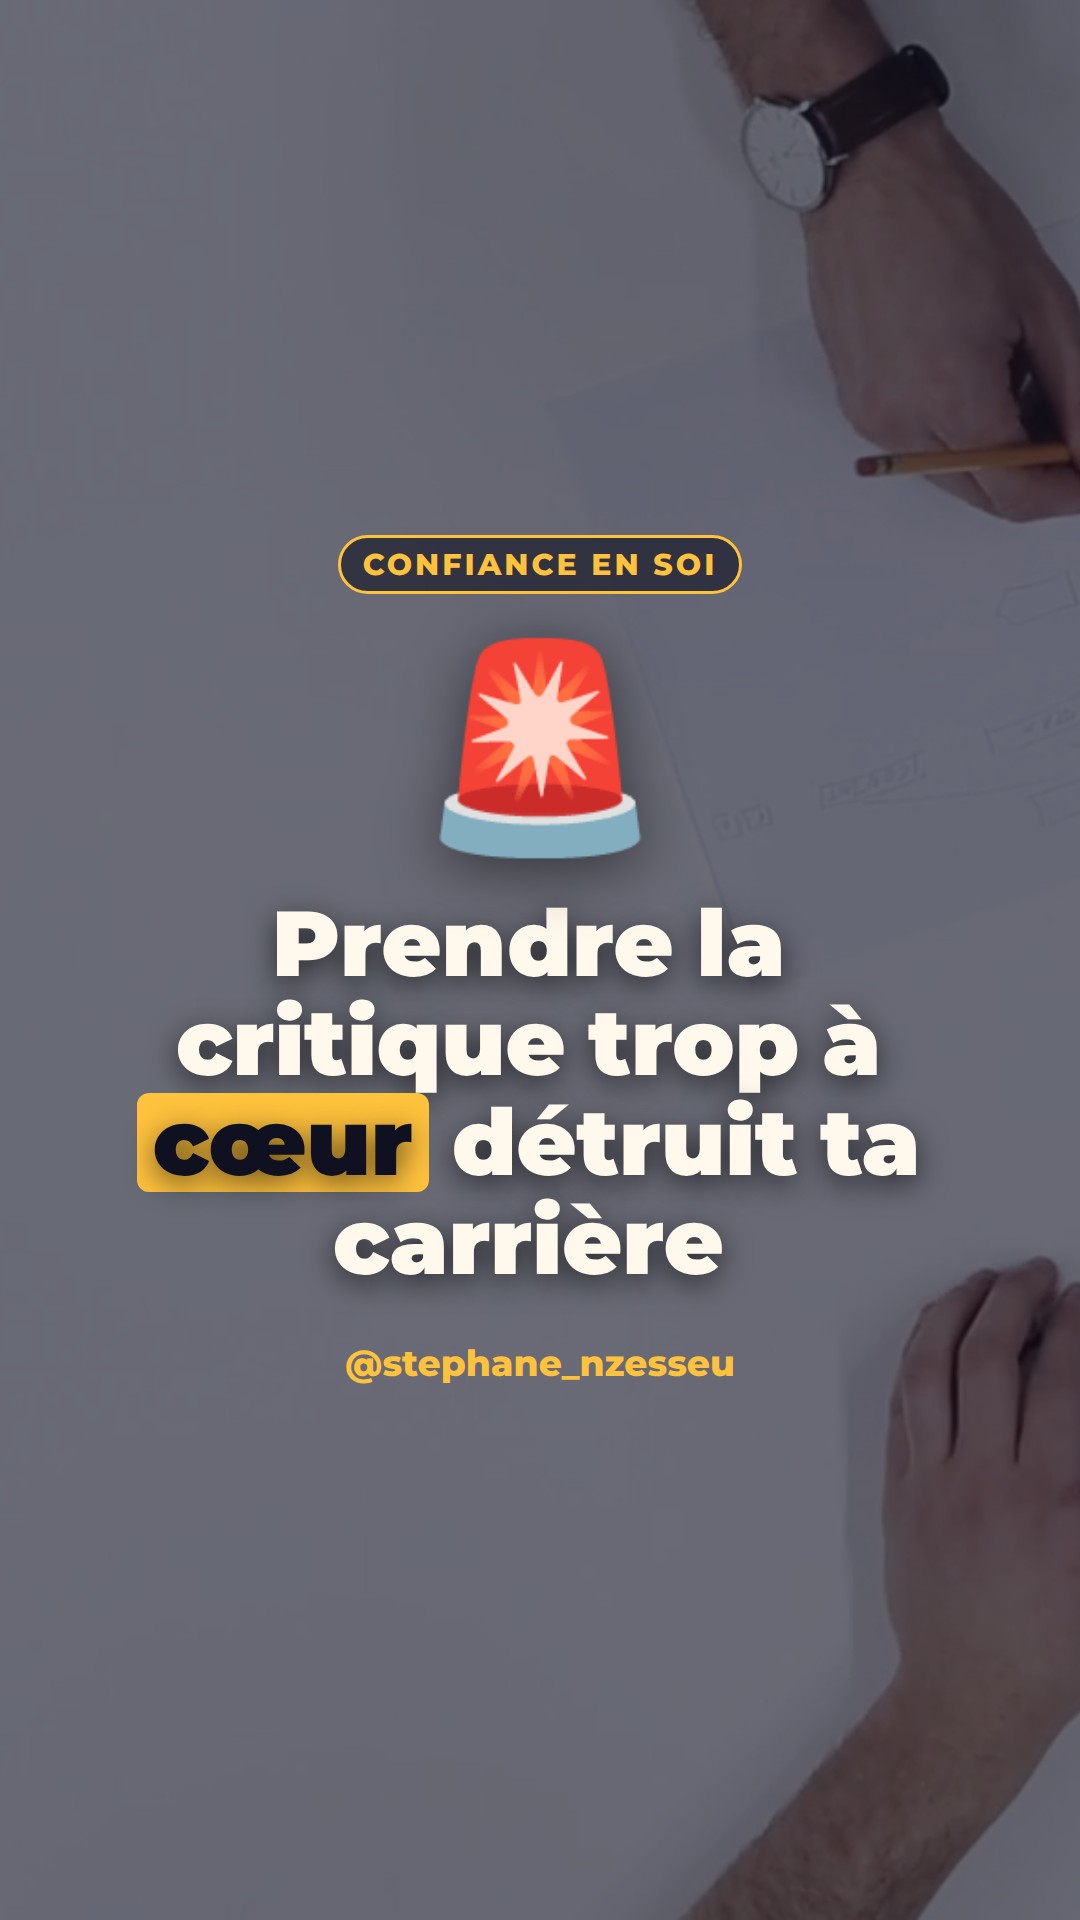 CONFIANCE EN SOI
Prendre la
critique trop à
cœur détruit ta
carrière
@stephane_nzesseu